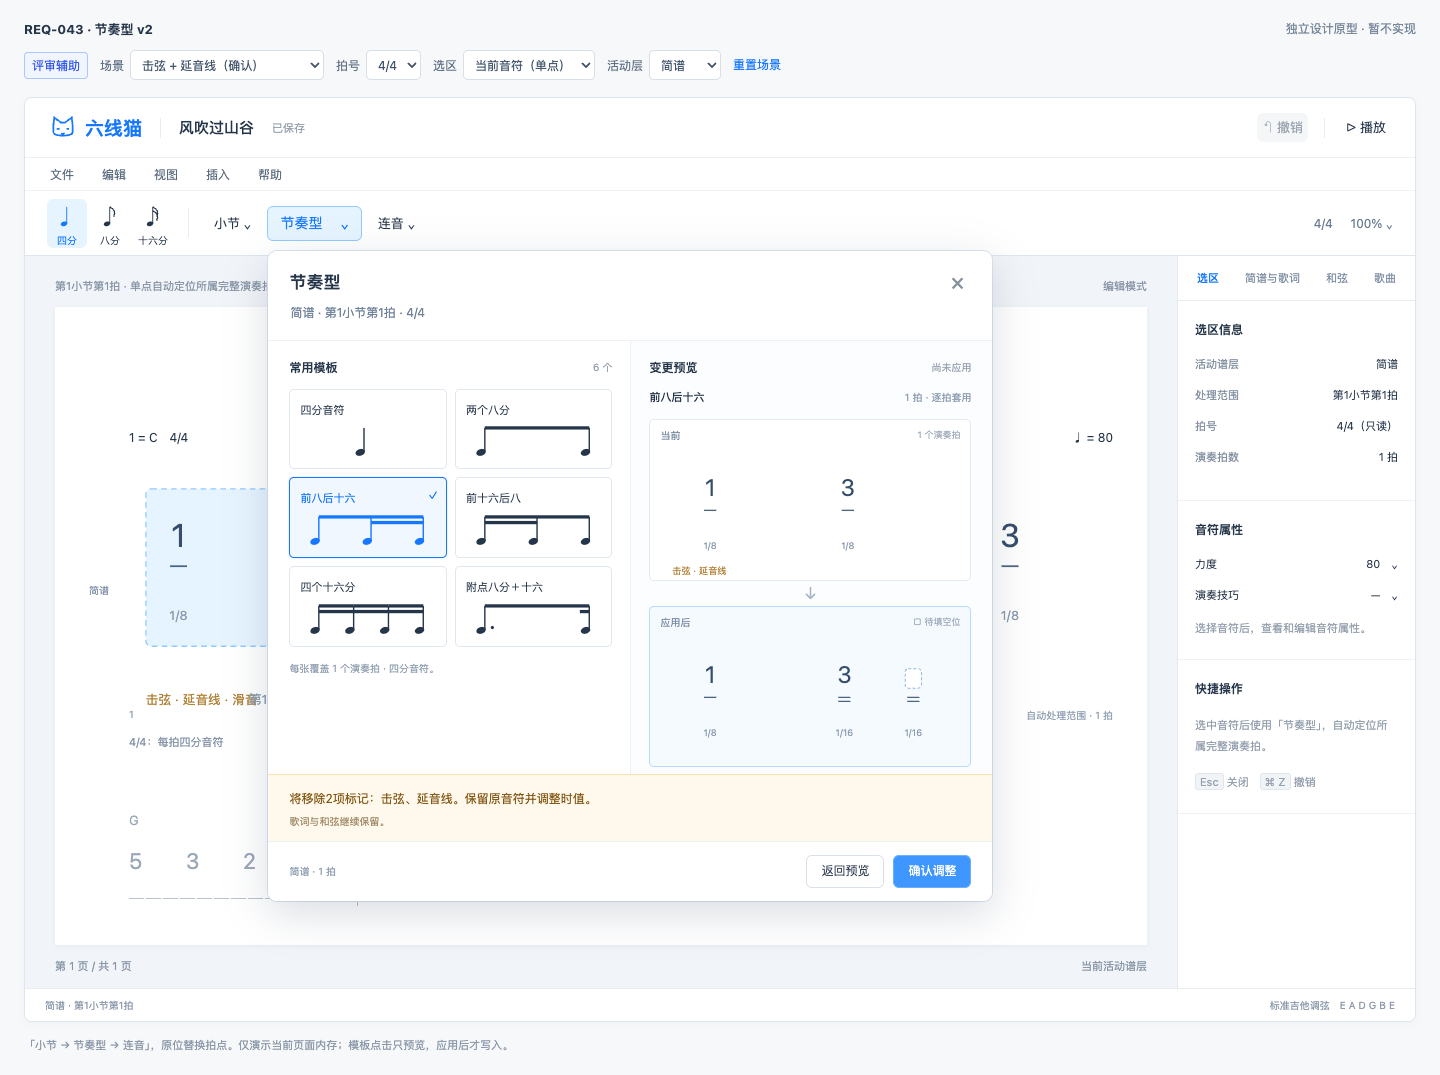 REQ-043 · 节奏型 v2
独立设计原型 · 暂不实现
评审辅助 场景 击弦 + 延音线（确认） 拍号 4/4 选区 当前音符（单点） 活动层 简谱 重置场景
六线猫 风吹过山谷 已保存
撤销 播放
文件 编辑 视图 插入 帮助
四分 八分 十六分 小节 节奏型 连音
4/4 100%
第1小节第1拍 · 单点自动定位所属完整演奏拍
编辑模式
1 = C 4/4
♩ = 80
1
1/8
简谱
3
1/8
击弦 · 延音线 · 滑音
第1
1
自动处理范围 · 1 拍
4/4：每拍四分音符
G
5 3 2
第 1 页 / 共 1 页
当前活动谱层
节奏型
简谱 · 第1小节第1拍 · 4/4
常用模板 6 个
四分音符 两个八分
前八后十六 前十六后八
四个十六分 附点八分＋十六
每张覆盖 1 个演奏拍 · 四分音符。
变更预览 尚未应用
前八后十六 1 拍 · 逐拍套用
当前 1 个演奏拍
1 3
1/8 1/8
击弦 · 延音线
应用后 待填空位
1 3
1/8 1/16 1/16
将移除2项标记：击弦、延音线。保留原音符并调整时值。
歌词与和弦继续保留。
简谱 · 1 拍 返回预览 确认调整
选区 简谱与歌词 和弦 歌曲
选区信息
活动谱层 简谱
处理范围 第1小节第1拍
拍号 4/4（只读）
演奏拍数 1 拍
音符属性
力度 80
演奏技巧 —
选择音符后，查看和编辑音符属性。
快捷操作
选中音符后使用「节奏型」，自动定位所
属完整演奏拍。
Esc 关闭 ⌘ Z 撤销
简谱 · 第1小节第1拍
标准吉他调弦 E A D G B E
「小节 → 节奏型 → 连音」，原位替换拍点。仅演示当前页面内存；模板点击只预览，应用后才写入。